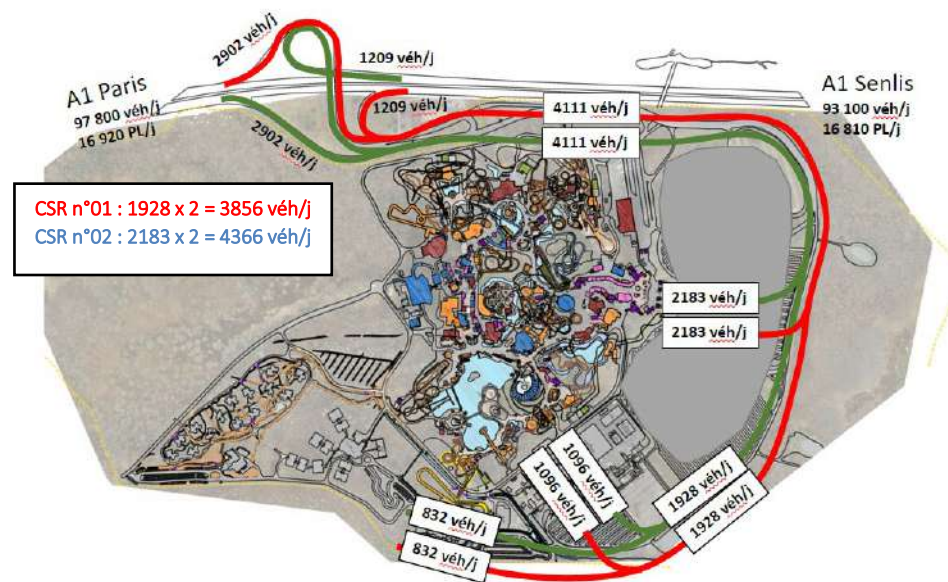 2902 véh/j
1209 véh/j
A1 Paris
97 800 véh/j
16 920 PL/j
1209 véh/j
4111 véh/j
A1 Senlis
93 100 véh/j
16 810 PL/j
2902 véh/j
4111 véh/j
CSR n°01 : 1928 x 2 = 3856 véh/j
CSR n°02 : 2183 x 2 = 4366 véh/j
2183 véh/j
2183 véh/j
1096 véh/j
1096 véh/j
1928 véh/j
1928 véh/j
832 véh/j
832 véh/j